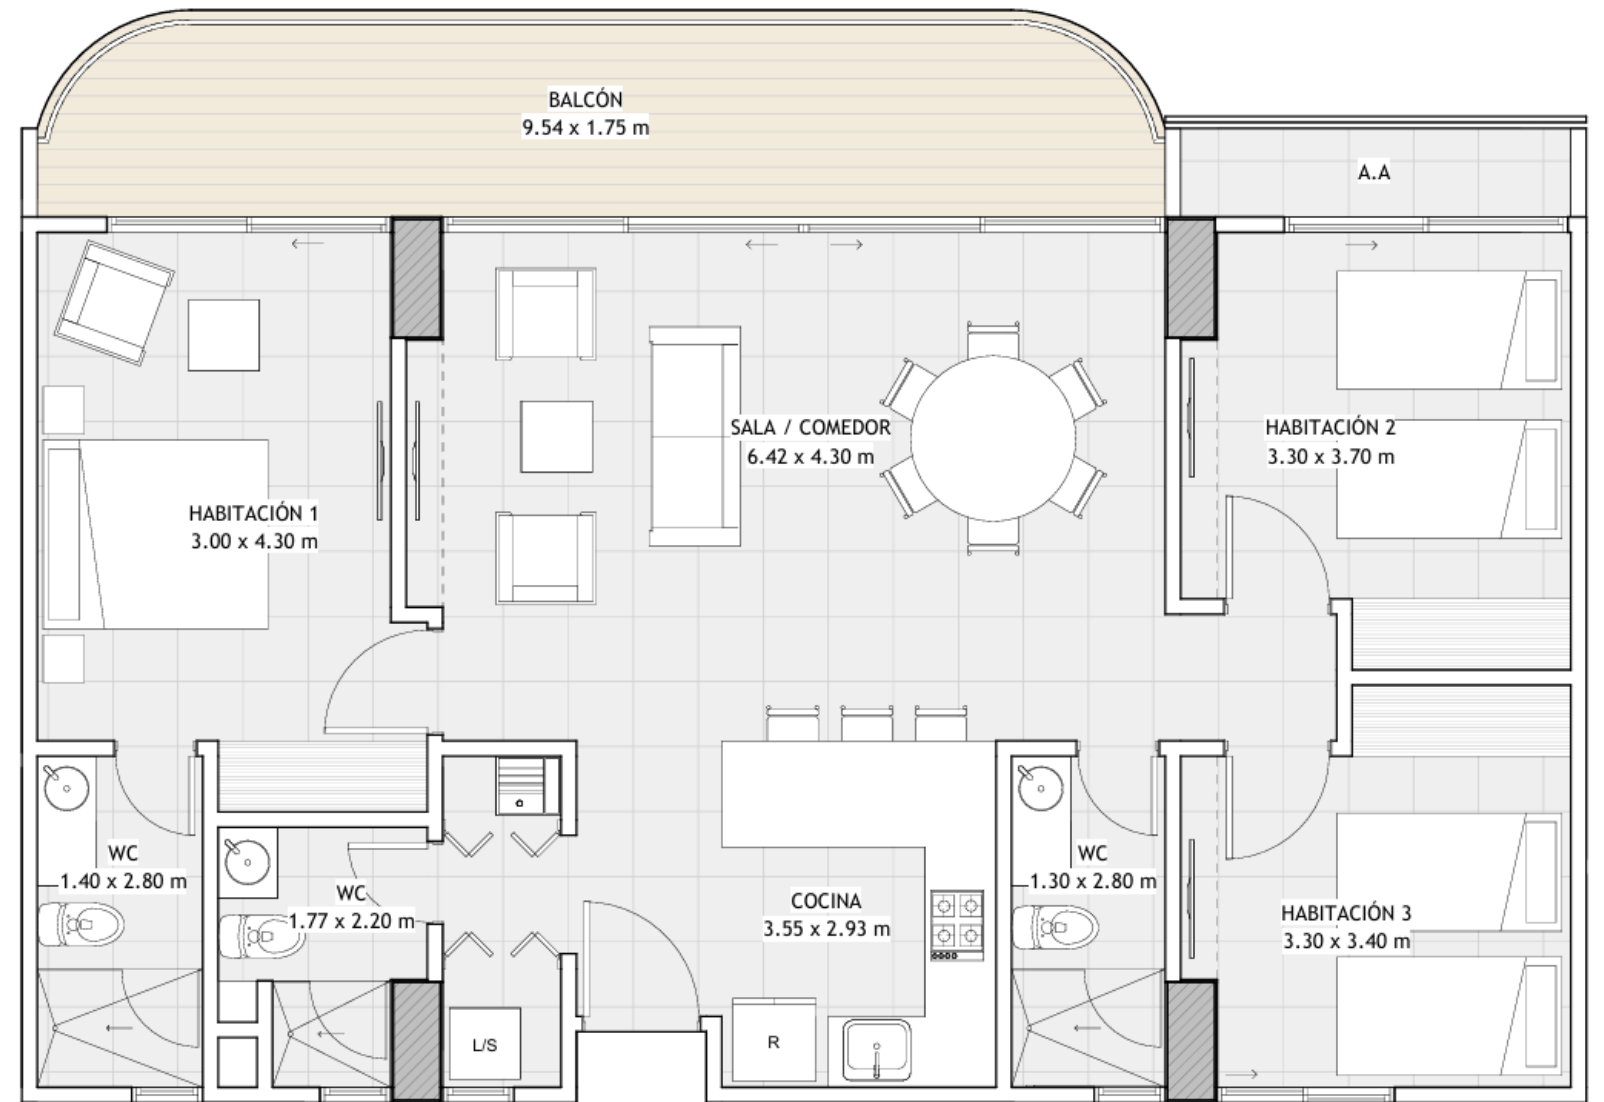 BALCÓN
9.54 x 1.75 m
A.A
SALA / COMEDOR
6.42 x 4.30 m
HABITACIÓN 2
3.30 x 3.70 m
HABITACIÓN 1
3.00 x 4.30 m
WC
1.40 x 2.80 m
WC
1.77 x 2.20 m
COCINA
3.55 x 2.93 m
WC
1.30 x 2.80 m
HABITACIÓN 3
3.30 x 3.40 m
L/S
R